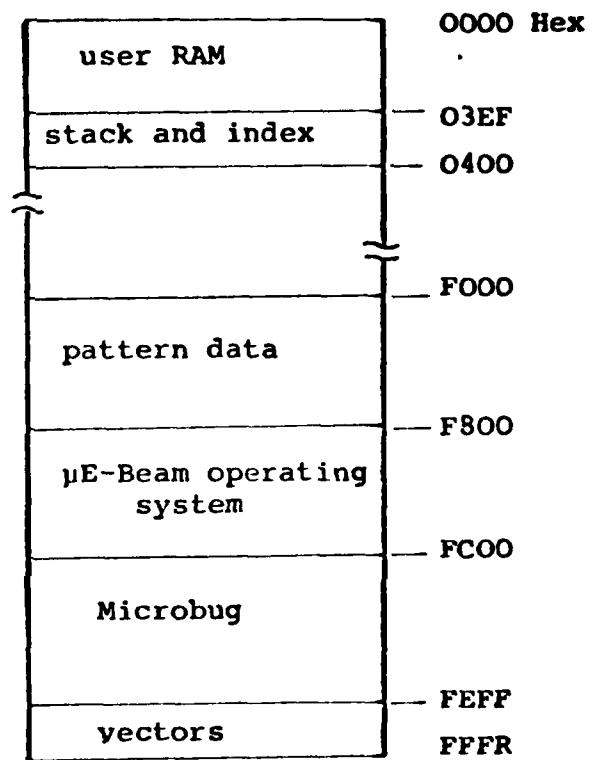 0000 Hex
user RAM
03EF
stack and index
0400
F000
pattern data
F800
µE-Beam operating
system
FC00
Microbug
FEFF
vectors
FFFR